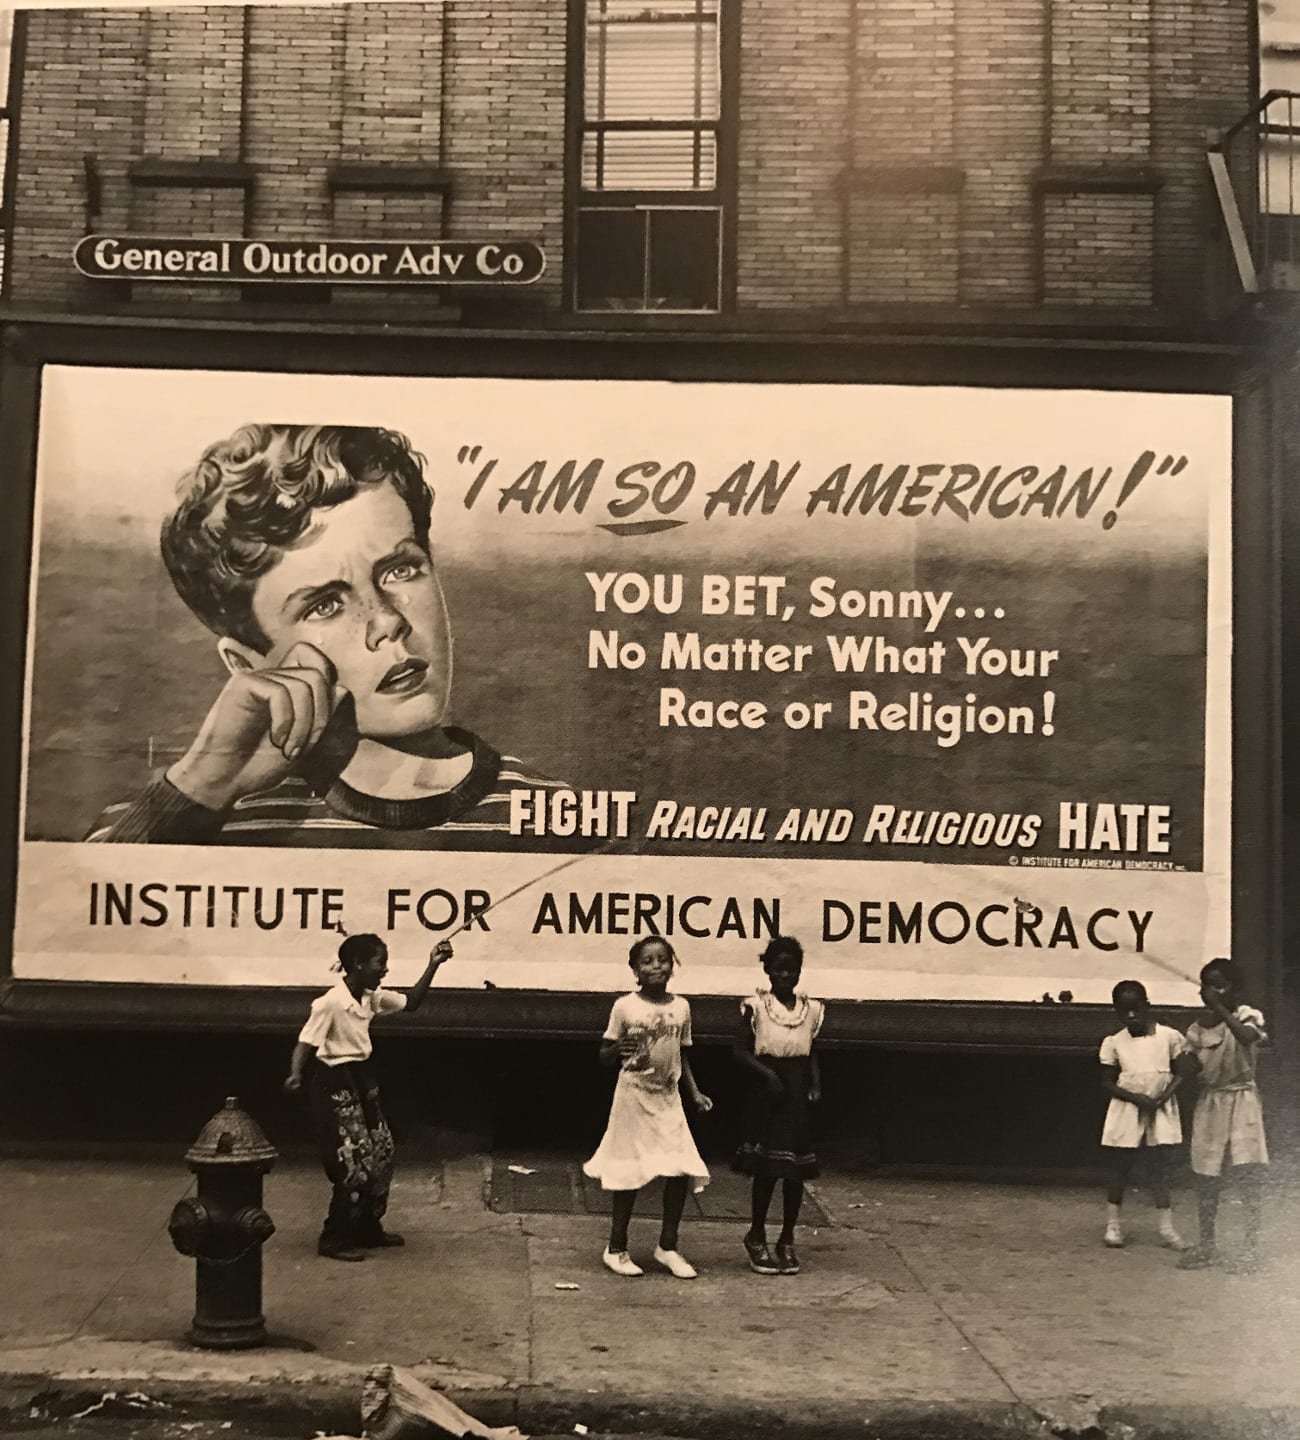 General Outdoor Adv Co
"I AM SO AN AMERICAN!"
YOU BET, Sonny...
No Matter What Your
Race or Religion!
FIGHT RACIAL AND RELIGIOUS HATE
© INSTITUTE FOR AMERICAN DEMOCRACY, INC.
INSTITUTE FOR AMERICAN DEMOCRACY